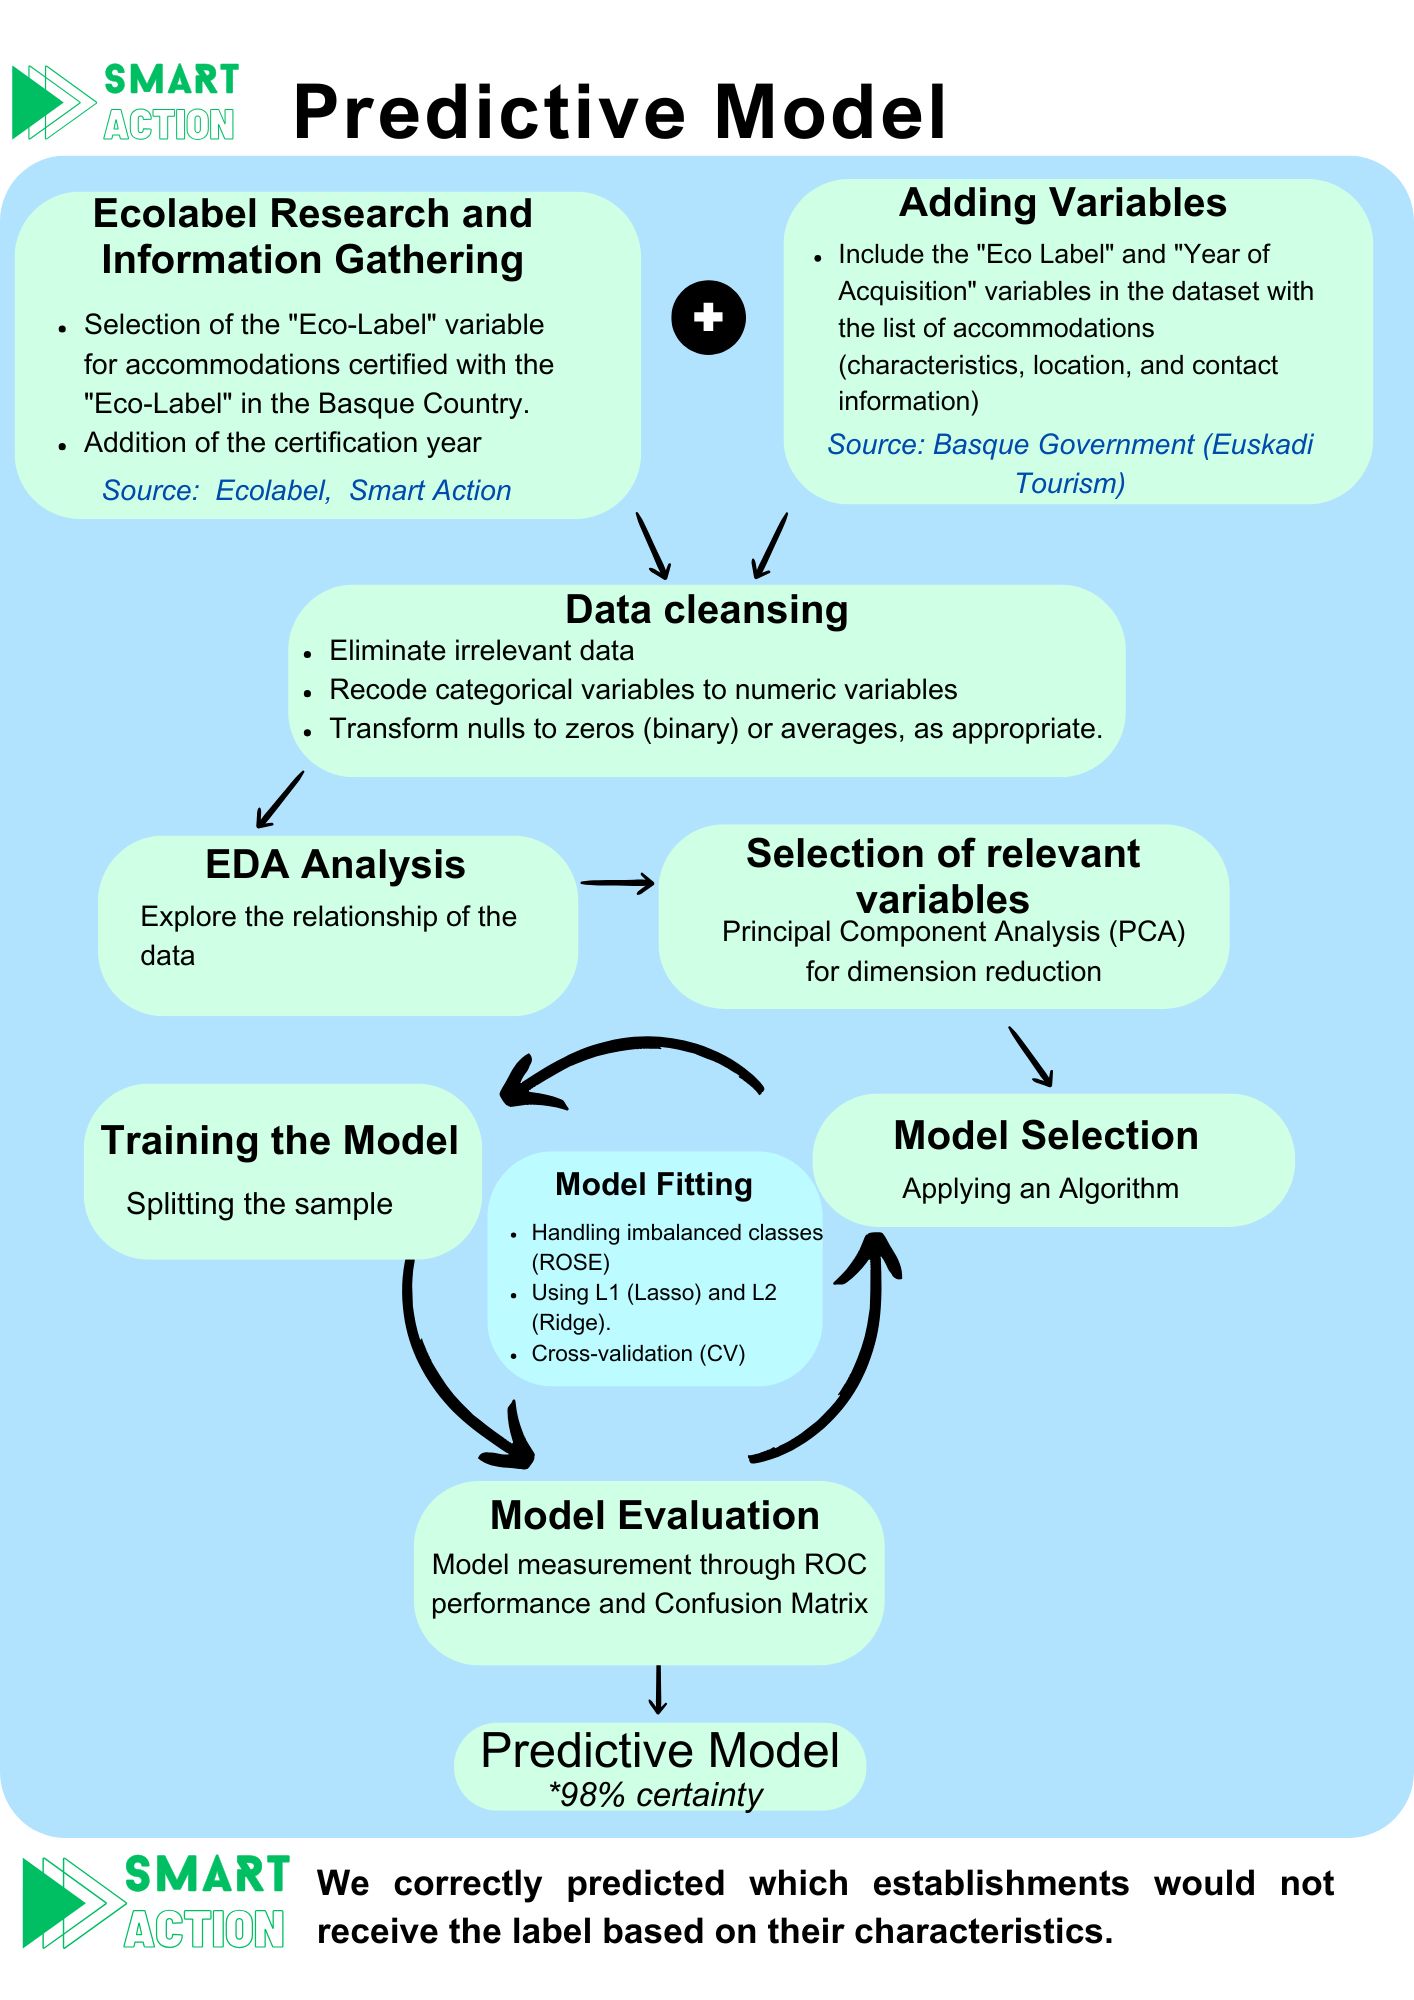 SMART
ACTION
Predictive Model
Ecolabel Research and
Information Gathering
• Selection of the "Eco-Label" variable
for accommodations certified with the
"Eco-Label" in the Basque Country.
• Addition of the certification year
Source: Ecolabel, Smart Action
Adding Variables
• Include the "Eco Label" and "Year of
Acquisition" variables in the dataset with
the list of accommodations
(characteristics, location, and contact
information)
Source: Basque Government (Euskadi
Tourism)
Data cleansing
• Eliminate irrelevant data
• Recode categorical variables to numeric variables
• Transform nulls to zeros (binary) or averages, as appropriate.
EDA Analysis
Explore the relationship of the
data
Selection of relevant
variables
Principal Component Analysis (PCA)
for dimension reduction
Training the Model
Splitting the sample
Model Fitting
• Handling imbalanced classes
(ROSE)
• Using L1 (Lasso) and L2
(Ridge).
• Cross-validation (CV)
Model Selection
Applying an Algorithm
Model Evaluation
Model measurement through ROC
performance and Confusion Matrix
Predictive Model
*98% certainty
SMART
ACTION
We correctly predicted which establishments would not
receive the label based on their characteristics.